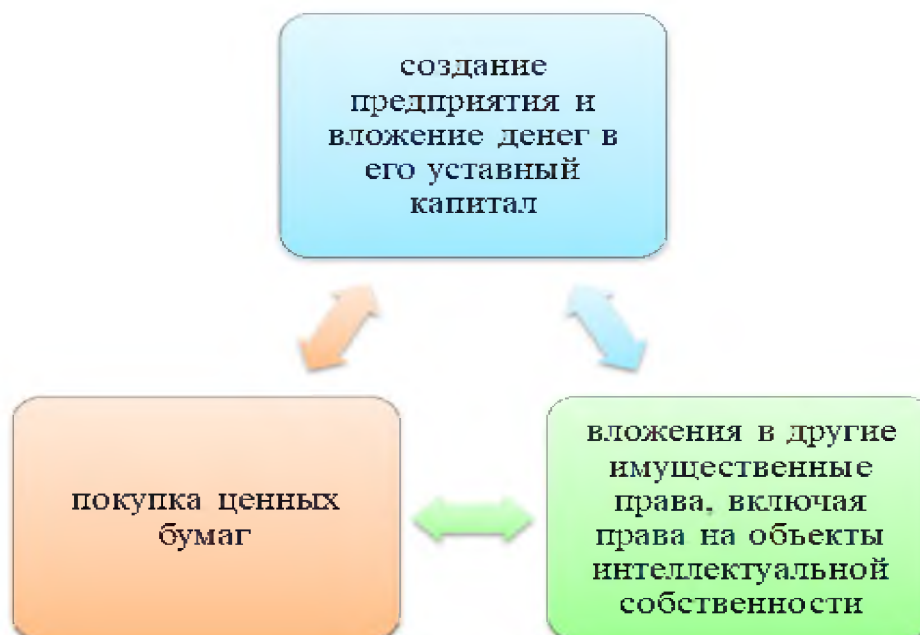 создание
предприятия и
вложение денег в
его уставный
капитал
покупка ценных
бумаг
вложения в другие
имущественные
права, включая
права на объекты
интеллектуальной
собственности